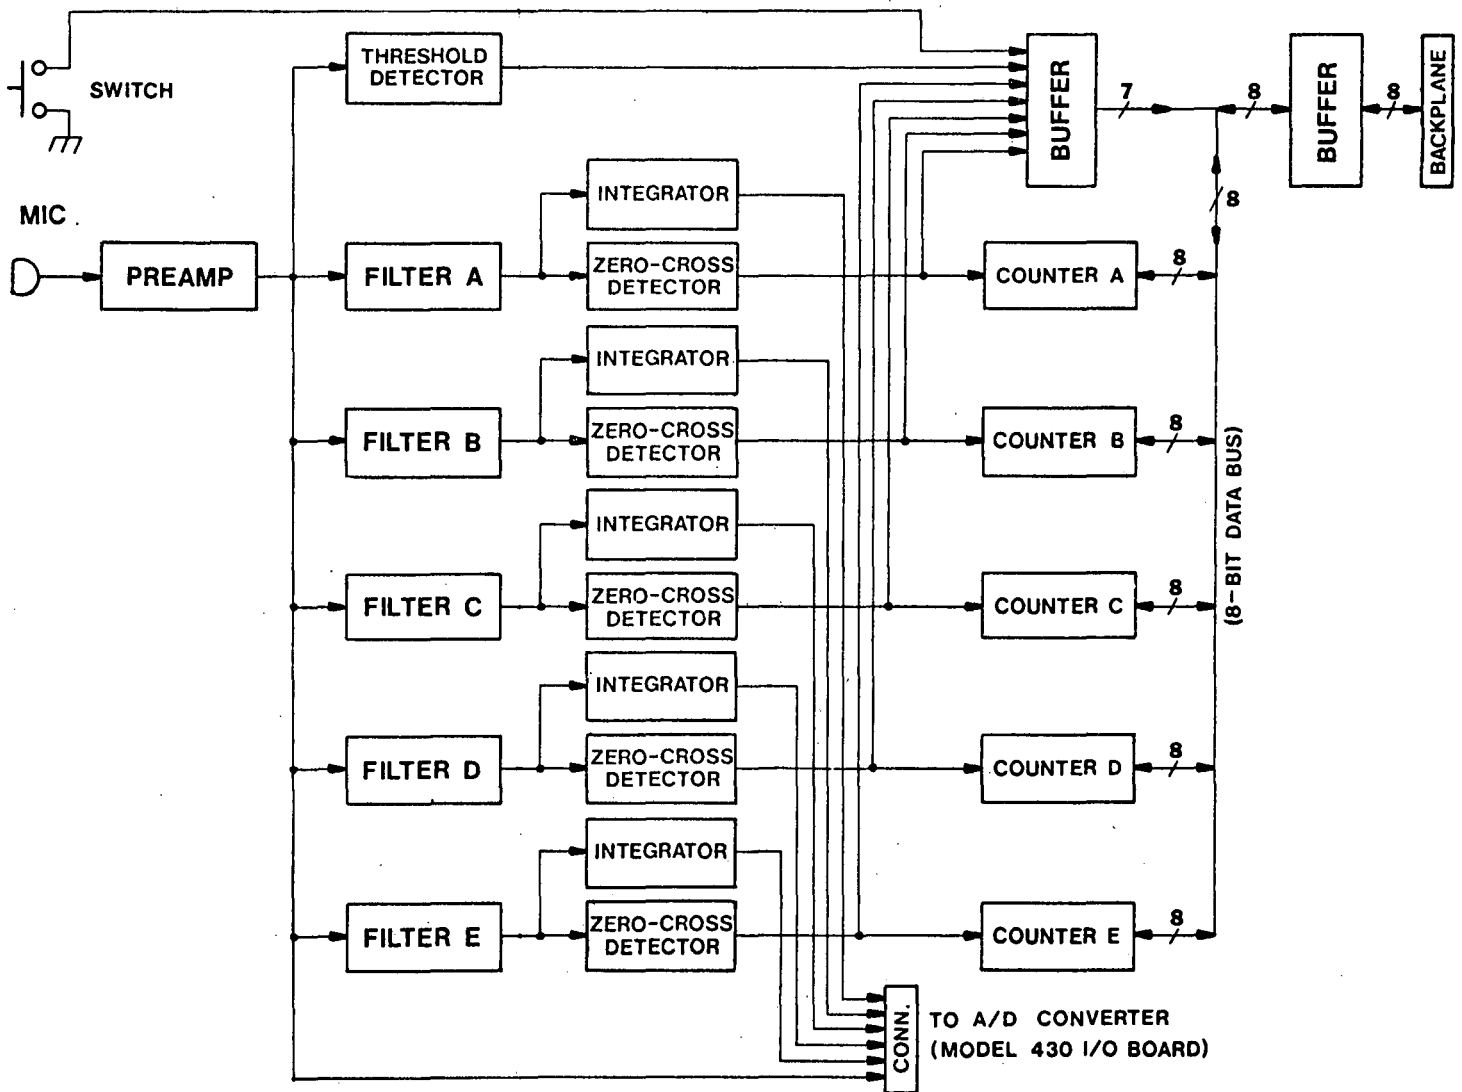 SWITCH
THRESHOLD
DETECTOR
BUFFER
7
8
BUFFER
8
BACKPLANE
8
MIC
PREAMP
FILTER A
INTEGRATOR
ZERO-CROSS
DETECTOR
COUNTER A
8
FILTER B
INTEGRATOR
ZERO-CROSS
DETECTOR
COUNTER B
8
(8-BIT DATA BUS)
FILTER C
INTEGRATOR
ZERO-CROSS
DETECTOR
COUNTER C
8
FILTER D
INTEGRATOR
ZERO-CROSS
DETECTOR
COUNTER D
8
FILTER E
INTEGRATOR
ZERO-CROSS
DETECTOR
COUNTER E
8
CONN.
TO A/D CONVERTER
(MODEL 430 I/O BOARD)